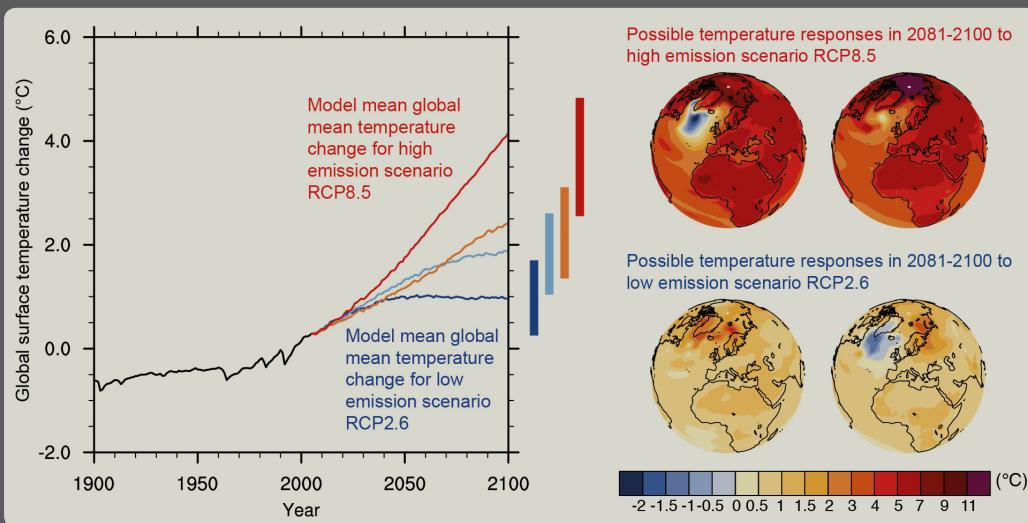 Global surface temperature change (°C)
6.0
4.0
2.0
0.0
-2.0
1900
1950
2000
2050
2100
Year
Model mean global
mean temperature
change for high
emission scenario
RCP8.5
Model mean global
mean temperature
change for low
emission scenario
RCP2.6
Possible temperature responses in 2081-2100 to
high emission scenario RCP8.5
Possible temperature responses in 2081-2100 to
low emission scenario RCP2.6
-2 -1.5 -1 -0.5 0 0.5 1 1.5 2 3 4 5 7 9 11
(°C)